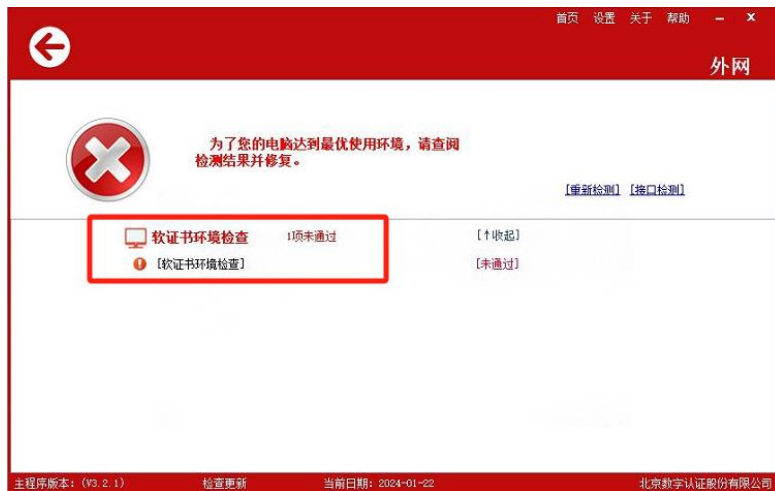 首页 设置 关于 帮助 － x
外网
为了您的电脑达到最优使用环境，请查阅
检测结果并修复。
[重新检测] [接口检测]
软证书环境检查 1项未通过 [↑收起]
[软证书环境检查] [未通过]
主程序版本：(V3.2.1) 检查更新 当前日期：2024-01-22 北京数字认证股份有限公司